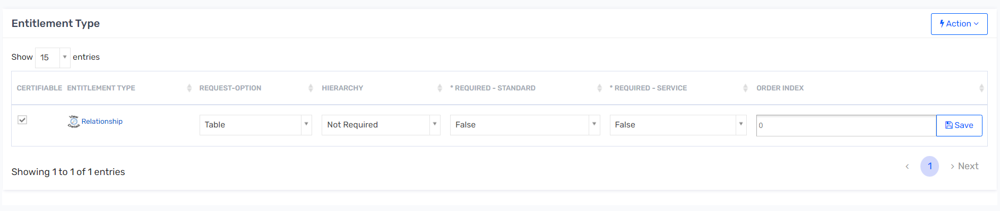 Entitlement Type
Action
Show 15 entries
CERTIFIABLE ENTITLEMENT TYPE REQUEST-OPTION HIERARCHY * REQUIRED - STANDARD * REQUIRED - SERVICE ORDER INDEX
View Detail Relationship Table Not Required False False 0 Save
Showing 1 to 1 of 1 entries
‹ 1 › Next